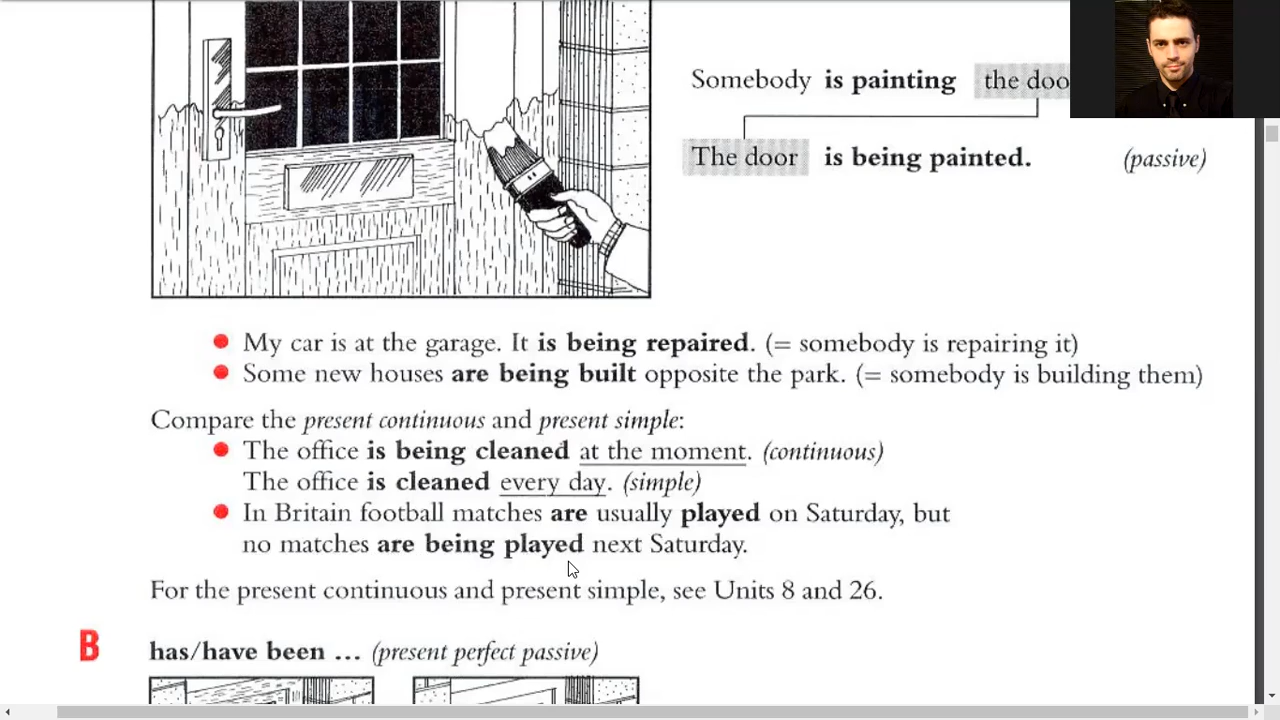 Somebody is painting the doo
The door is being painted. (passive)
My car is at the garage. It is being repaired. (= somebody is repairing it)
Some new houses are being built opposite the park. (= somebody is building them)
Compare the present continuous and present simple:
The office is being cleaned at the moment. (continuous)
The office is cleaned every day. (simple)
In Britain football matches are usually played on Saturday, but
no matches are being played next Saturday.
For the present continuous and present simple, see Units 8 and 26.
B has/have been ... (present perfect passive)